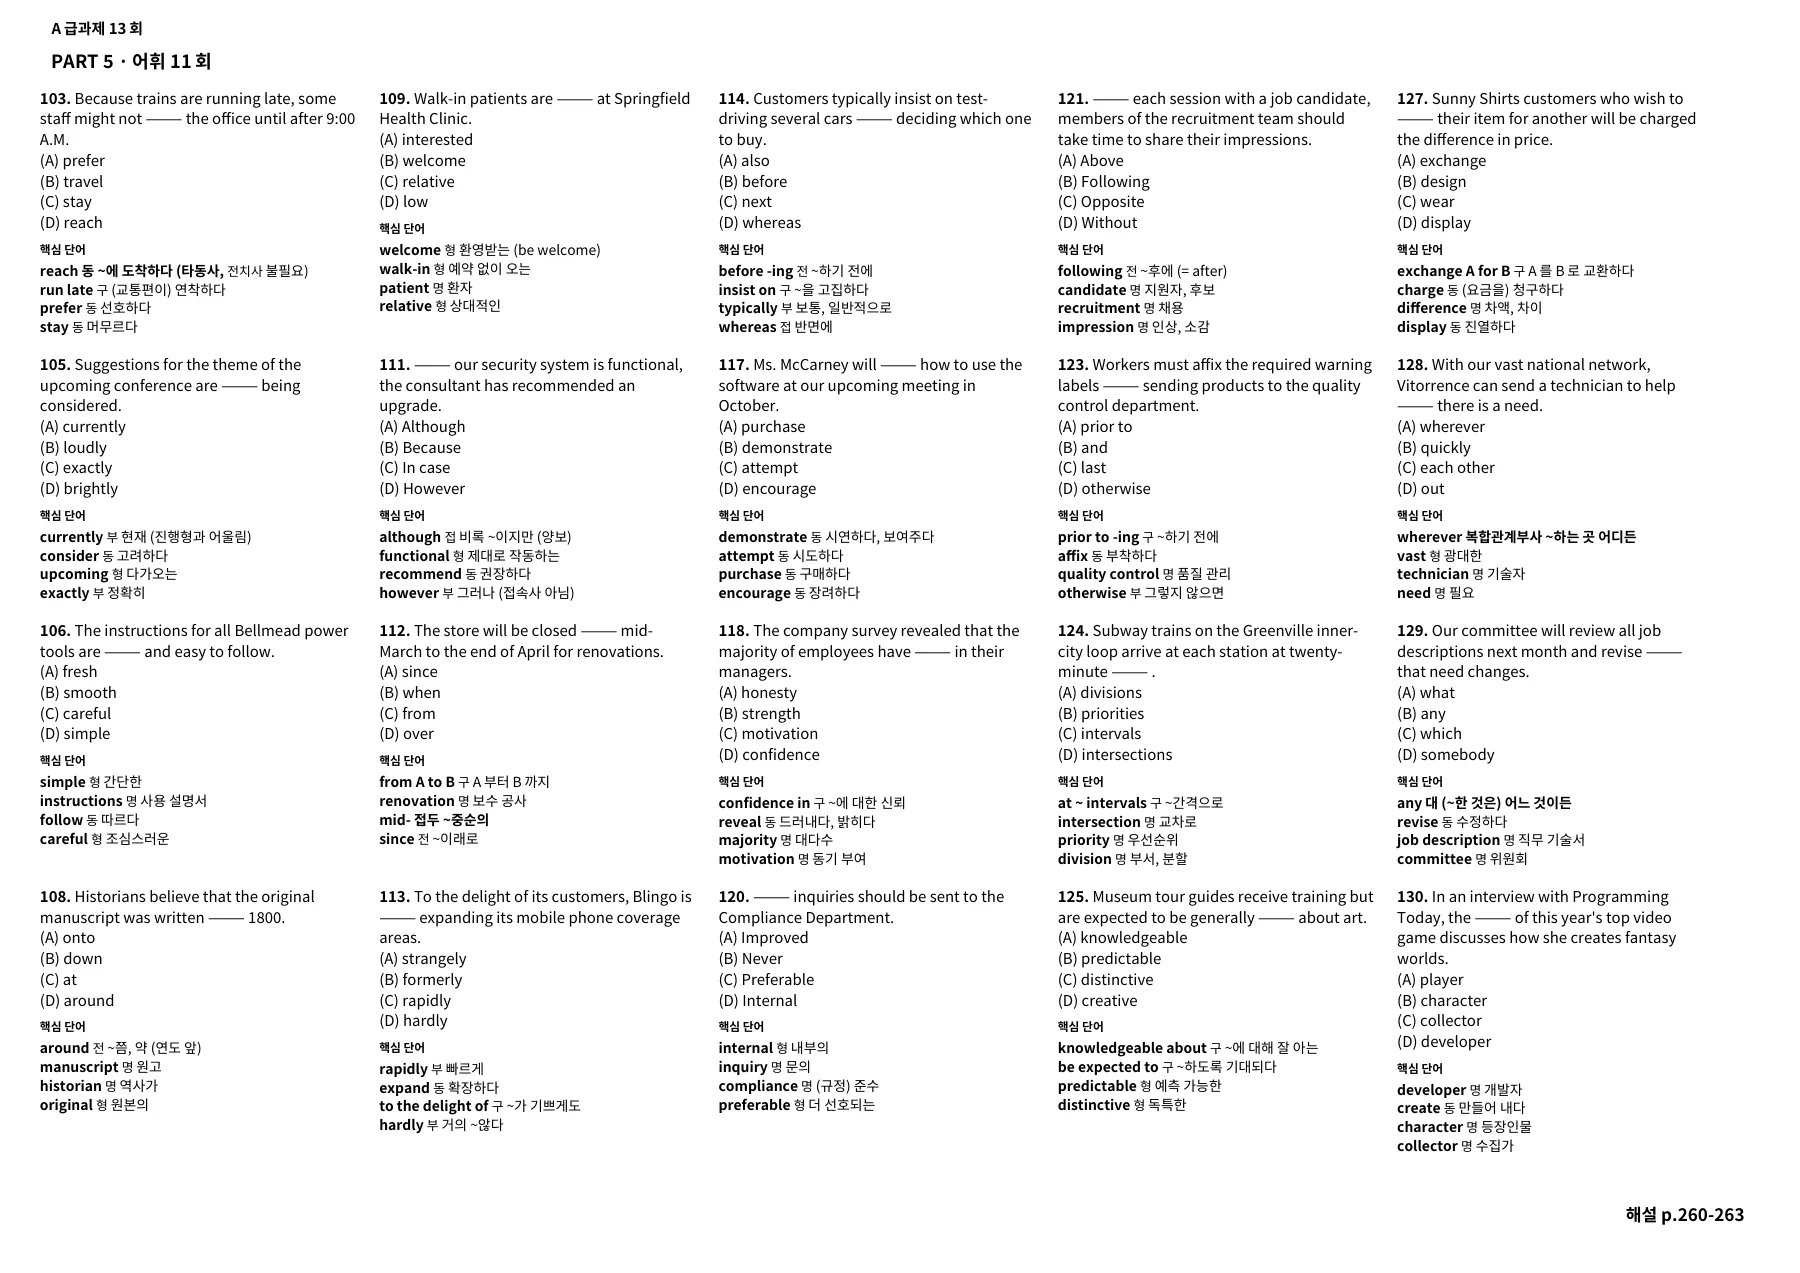 A 급과제 13 회
PART 5 · 어휘 11 회
103. Because trains are running late, some
staff might not —— the office until after 9:00
A.M.
(A) prefer
(B) travel
(C) stay
(D) reach
핵심 단어
reach 동 ~에 도착하다 (타동사, 전치사 불필요)
run late 구 (교통편이) 연착하다
prefer 동 선호하다
stay 동 머무르다
105. Suggestions for the theme of the
upcoming conference are —— being
considered.
(A) currently
(B) loudly
(C) exactly
(D) brightly
핵심 단어
currently 부 현재 (진행형과 어울림)
consider 동 고려하다
upcoming 형 다가오는
exactly 부 정확히
106. The instructions for all Bellmead power
tools are —— and easy to follow.
(A) fresh
(B) smooth
(C) careful
(D) simple
핵심 단어
simple 형 간단한
instructions 명 사용 설명서
follow 동 따르다
careful 형 조심스러운
108. Historians believe that the original
manuscript was written —— 1800.
(A) onto
(B) down
(C) at
(D) around
핵심 단어
around 전 ~쯤, 약 (연도 앞)
manuscript 명 원고
historian 명 역사가
original 형 원본의
109. Walk-in patients are —— at Springfield
Health Clinic.
(A) interested
(B) welcome
(C) relative
(D) low
핵심 단어
welcome 형 환영받는 (be welcome)
walk-in 형 예약 없이 오는
patient 명 환자
relative 형 상대적인
111. —— our security system is functional,
the consultant has recommended an
upgrade.
(A) Although
(B) Because
(C) In case
(D) However
핵심 단어
although 접 비록 ~이지만 (양보)
functional 형 제대로 작동하는
recommend 동 권장하다
however 부 그러나 (접속사 아님)
112. The store will be closed —— mid-
March to the end of April for renovations.
(A) since
(B) when
(C) from
(D) over
핵심 단어
from A to B 구 A 부터 B 까지
renovation 명 보수 공사
mid- 접두 ~중순의
since 전 ~이래로
113. To the delight of its customers, Blingo is
—— expanding its mobile phone coverage
areas.
(A) strangely
(B) formerly
(C) rapidly
(D) hardly
핵심 단어
rapidly 부 빠르게
expand 동 확장하다
to the delight of 구 ~가 기쁘게도
hardly 부 거의 ~않다
114. Customers typically insist on test-
driving several cars —— deciding which one
to buy.
(A) also
(B) before
(C) next
(D) whereas
핵심 단어
before -ing 전 ~하기 전에
insist on 구 ~을 고집하다
typically 부 보통, 일반적으로
whereas 접 반면에
117. Ms. McCarney will —— how to use the
software at our upcoming meeting in
October.
(A) purchase
(B) demonstrate
(C) attempt
(D) encourage
핵심 단어
demonstrate 동 시연하다, 보여주다
attempt 동 시도하다
purchase 동 구매하다
encourage 동 장려하다
118. The company survey revealed that the
majority of employees have —— in their
managers.
(A) honesty
(B) strength
(C) motivation
(D) confidence
핵심 단어
confidence in 구 ~에 대한 신뢰
reveal 동 드러내다, 밝히다
majority 명 대다수
motivation 명 동기 부여
120. —— inquiries should be sent to the
Compliance Department.
(A) Improved
(B) Never
(C) Preferable
(D) Internal
핵심 단어
internal 형 내부의
inquiry 명 문의
compliance 명 (규정) 준수
preferable 형 더 선호되는
121. —— each session with a job candidate,
members of the recruitment team should
take time to share their impressions.
(A) Above
(B) Following
(C) Opposite
(D) Without
핵심 단어
following 전 ~후에 (= after)
candidate 명 지원자, 후보
recruitment 명 채용
impression 명 인상, 소감
123. Workers must affix the required warning
labels —— sending products to the quality
control department.
(A) prior to
(B) and
(C) last
(D) otherwise
핵심 단어
prior to -ing 구 ~하기 전에
affix 동 부착하다
quality control 명 품질 관리
otherwise 부 그렇지 않으면
124. Subway trains on the Greenville inner-
city loop arrive at each station at twenty-
minute —— .
(A) divisions
(B) priorities
(C) intervals
(D) intersections
핵심 단어
at ~ intervals 구 ~간격으로
intersection 명 교차로
priority 명 우선순위
division 명 부서, 분할
125. Museum tour guides receive training but
are expected to be generally —— about art.
(A) knowledgeable
(B) predictable
(C) distinctive
(D) creative
핵심 단어
knowledgeable about 구 ~에 대해 잘 아는
be expected to 구 ~하도록 기대되다
predictable 형 예측 가능한
distinctive 형 독특한
127. Sunny Shirts customers who wish to
—— their item for another will be charged
the difference in price.
(A) exchange
(B) design
(C) wear
(D) display
핵심 단어
exchange A for B 구 A 를 B 로 교환하다
charge 동 (요금을) 청구하다
difference 명 차액, 차이
display 동 진열하다
128. With our vast national network,
Vitorrence can send a technician to help
—— there is a need.
(A) wherever
(B) quickly
(C) each other
(D) out
핵심 단어
wherever 복합관계부사 ~하는 곳 어디든
vast 형 광대한
technician 명 기술자
need 명 필요
129. Our committee will review all job
descriptions next month and revise ——
that need changes.
(A) what
(B) any
(C) which
(D) somebody
핵심 단어
any 대 (~한 것은) 어느 것이든
revise 동 수정하다
job description 명 직무 기술서
committee 명 위원회
130. In an interview with Programming
Today, the —— of this year's top video
game discusses how she creates fantasy
worlds.
(A) player
(B) character
(C) collector
(D) developer
핵심 단어
developer 명 개발자
create 동 만들어 내다
character 명 등장인물
collector 명 수집가
해설 p.260-263